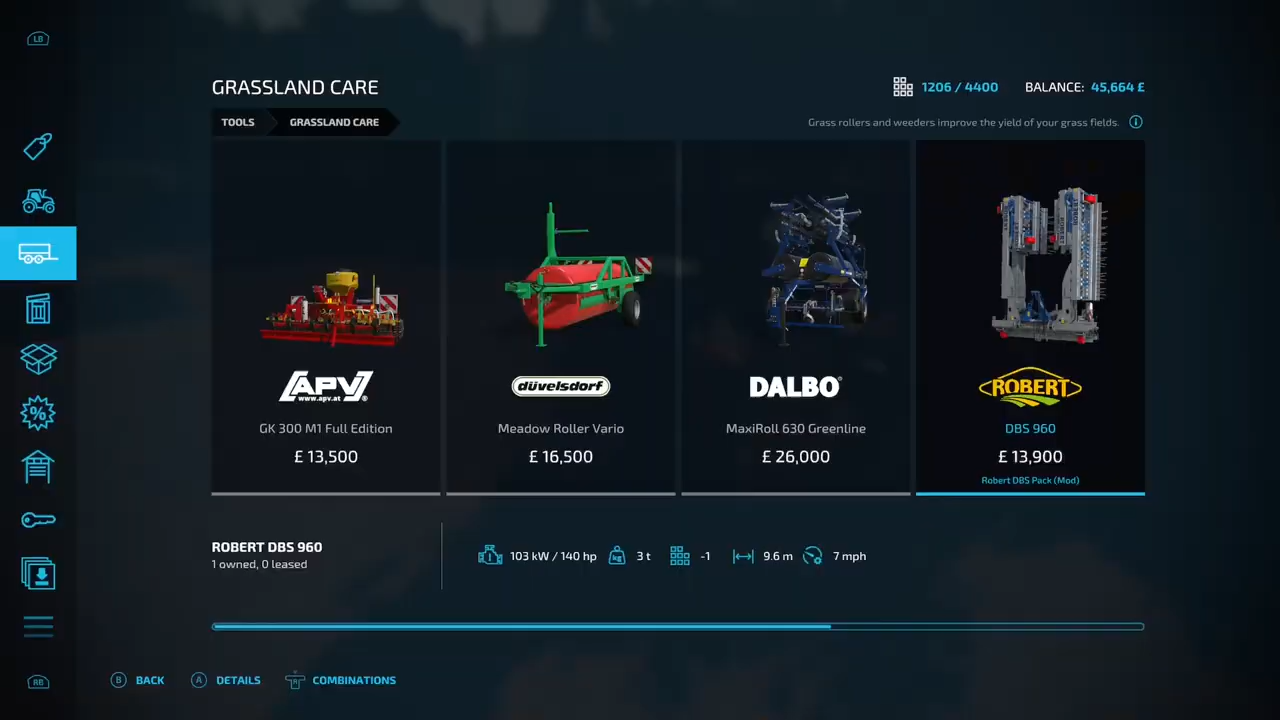 LB
GRASSLAND CARE
1206 / 4400
BALANCE: 45,664 £
TOOLS
GRASSLAND CARE
Grass rollers and weeders improve the yield of your grass fields.
APV
www.apv.at
GK 300 M1 Full Edition
£ 13,500
düvelsdorf
Meadow Roller Vario
£ 16,500
DALBO
MaxiRoll 630 Greenline
£ 26,000
ROBERT
DBS 960
£ 13,900
Robert DBS Pack (Mod)
ROBERT DBS 960
1 owned, 0 leased
103 kW / 140 hp
kg
3 t
-1
9.6 m
7 mph
RB
B BACK
A DETAILS
COMBINATIONS